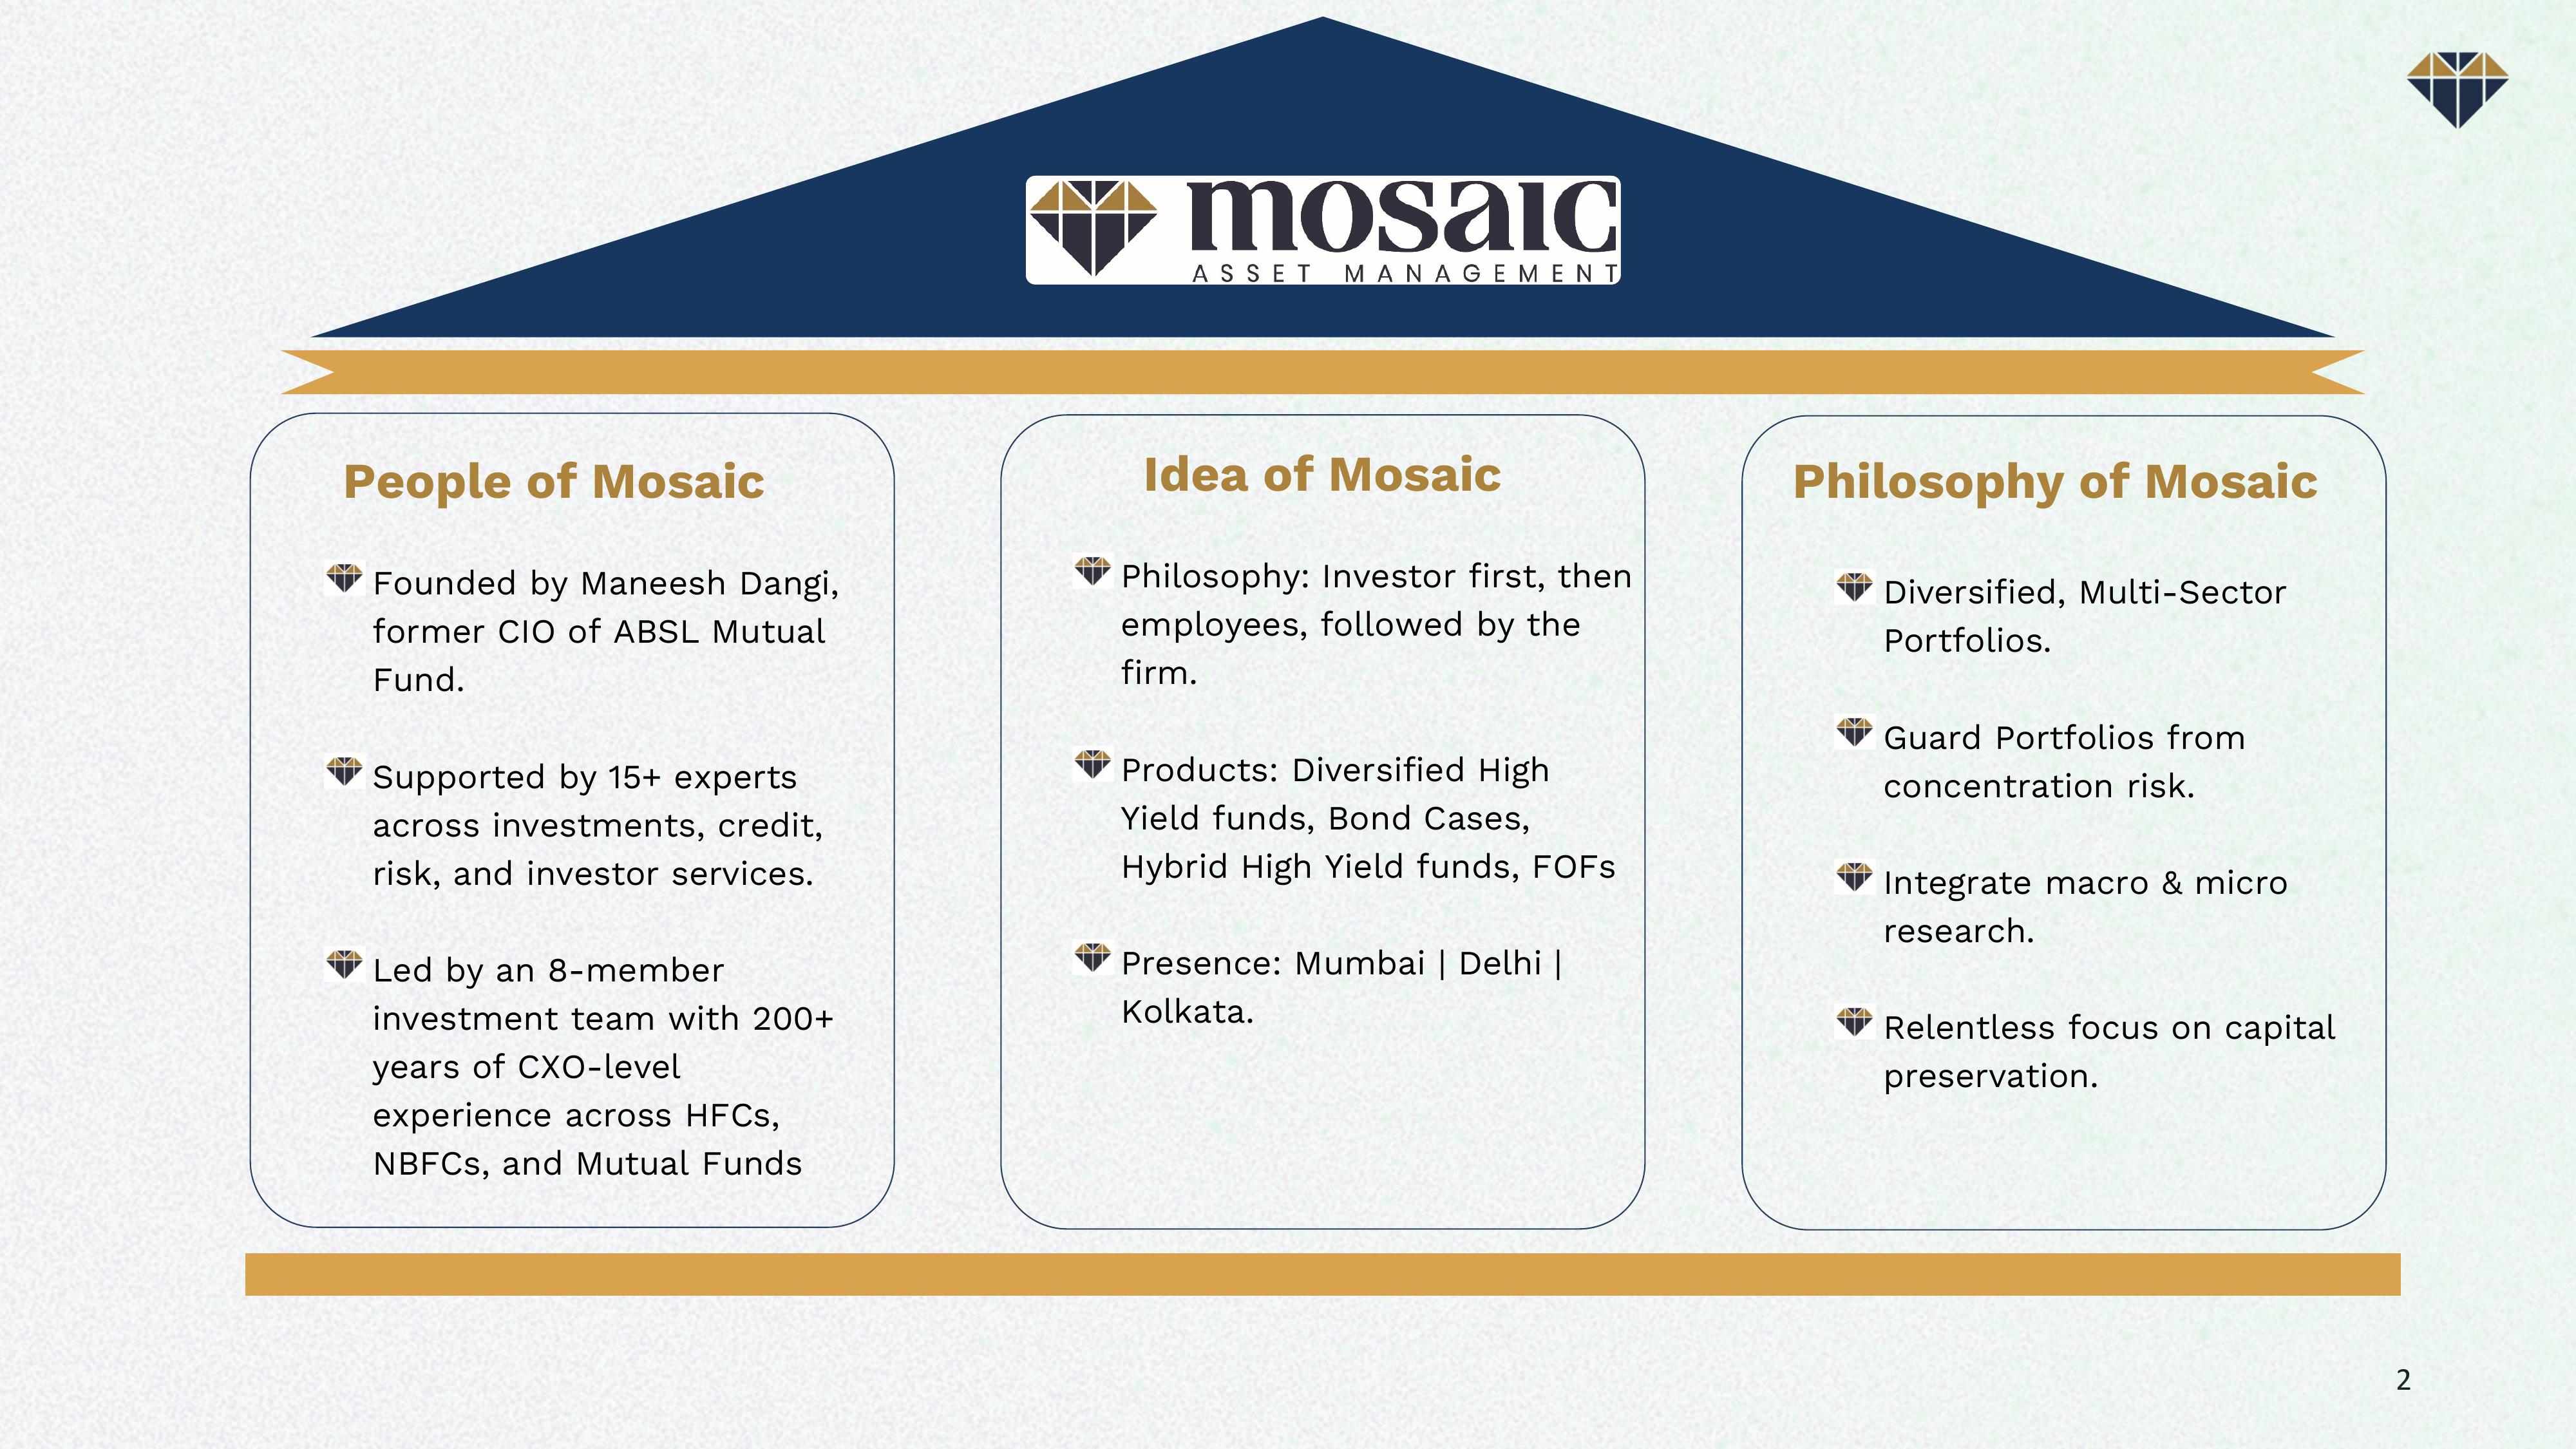 mosaic
ASSET MANAGEMENT
People of Mosaic
Founded by Maneesh Dangi,
former CIO of ABSL Mutual
Fund.
Supported by 15+ experts
across investments, credit,
risk, and investor services.
Led by an 8-member
investment team with 200+
years of CXO-level
experience across HFCs,
NBFCs, and Mutual Funds
Idea of Mosaic
Philosophy: Investor first, then
employees, followed by the
firm.
Products: Diversified High
Yield funds, Bond Cases,
Hybrid High Yield funds, FOFs
Presence: Mumbai | Delhi |
Kolkata.
Philosophy of Mosaic
Diversified, Multi-Sector
Portfolios.
Guard Portfolios from
concentration risk.
Integrate macro & micro
research.
Relentless focus on capital
preservation.
2